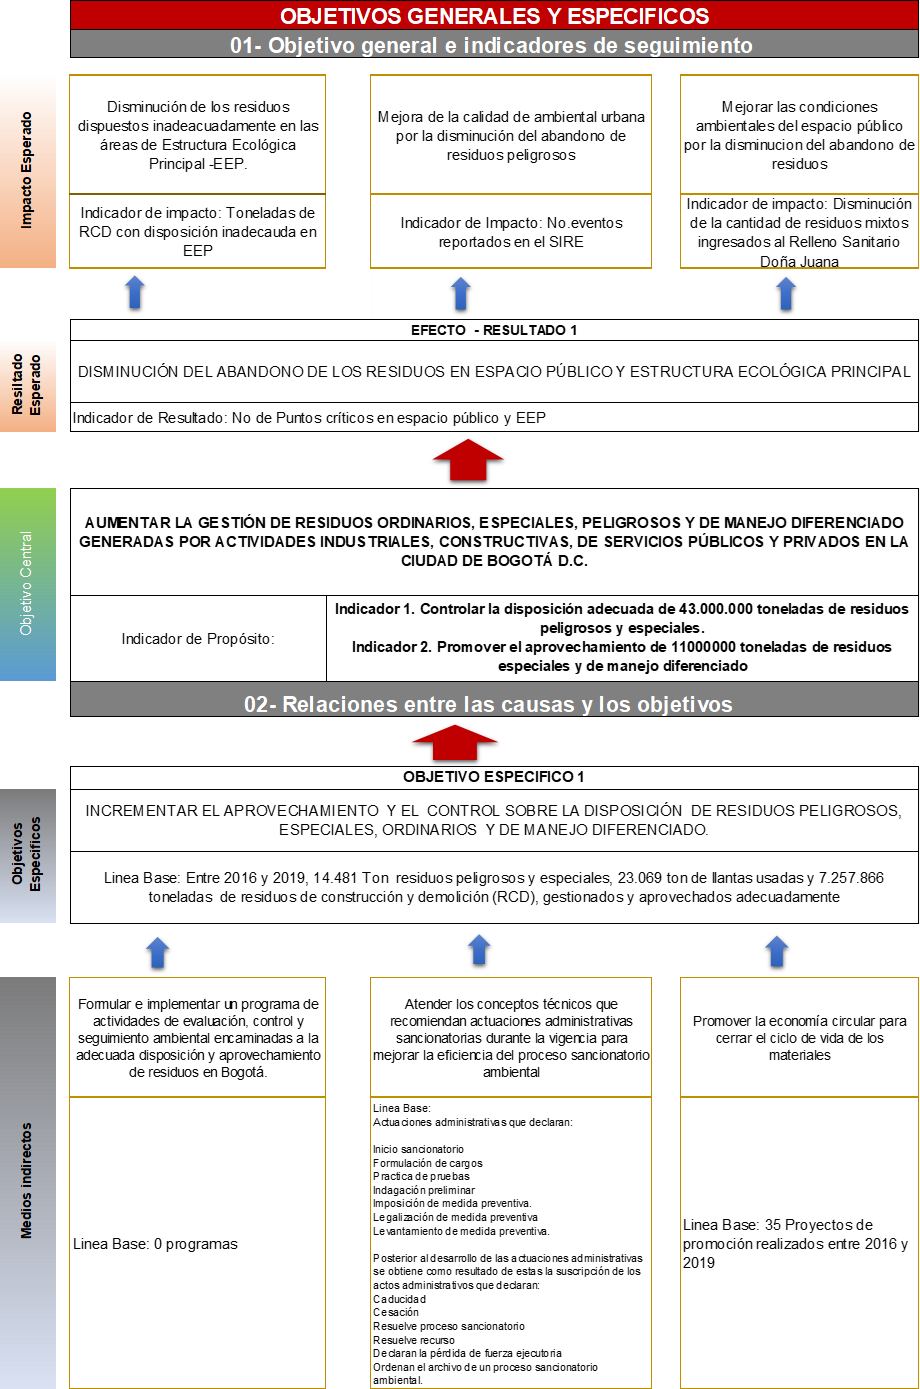 OBJETIVOS GENERALES Y ESPECIFICOS
01- Objetivo general e indicadores de seguimiento
Impacto Esperado
Disminución de los residuos
dispuestos inadeacuadamente en las
áreas de Estructura Ecológica
Principal -EEP.
Indicador de impacto: Toneladas de
RCD con disposición inadecauda en
EEP
Mejora de la calidad de ambiental urbana
por la disminución del abandono de
residuos peligrosos
Indicador de Impacto: No.eventos
reportados en el SIRE
Mejorar las condiciones
ambientales del espacio público
por la disminucion del abandono de
residuos
Indicador de impacto: Disminución
de la cantidad de residuos mixtos
ingresados al Relleno Sanitario
Doña Juana
Resiltado
Esperado
EFECTO - RESULTADO 1
DISMINUCIÓN DEL ABANDONO DE LOS RESIDUOS EN ESPACIO PÚBLICO Y ESTRUCTURA ECOLÓGICA PRINCIPAL
Indicador de Resultado: No de Puntos críticos en espacio público y EEP
Objetivo Central
AUMENTAR LA GESTIÓN DE RESIDUOS ORDINARIOS, ESPECIALES, PELIGROSOS Y DE MANEJO DIFERENCIADO
GENERADAS POR ACTIVIDADES INDUSTRIALES, CONSTRUCTIVAS, DE SERVICIOS PÚBLICOS Y PRIVADOS EN LA
CIUDAD DE BOGOTÁ D.C.
Indicador de Propósito:
Indicador 1. Controlar la disposición adecuada de 43.000.000 toneladas de residuos
peligrosos y especiales.
Indicador 2. Promover el aprovechamiento de 11000000 toneladas de residuos
especiales y de manejo diferenciado
02- Relaciones entre las causas y los objetivos
Objetivos
Especificos
OBJETIVO ESPECIFICO 1
INCREMENTAR EL APROVECHAMIENTO Y EL CONTROL SOBRE LA DISPOSICIÓN DE RESIDUOS PELIGROSOS,
ESPECIALES, ORDINARIOS Y DE MANEJO DIFERENCIADO.
Linea Base: Entre 2016 y 2019, 14.481 Ton residuos peligrosos y especiales, 23.069 ton de llantas usadas y 7.257.866
toneladas de residuos de construcción y demolición (RCD), gestionados y aprovechados adecuadamente
Medios indirectos
Formular e implementar un programa de
actividades de evaluación, control y
seguimiento ambiental encaminadas a la
adecuada disposición y aprovechamiento
de residuos en Bogotá.
Linea Base: 0 programas
Atender los conceptos técnicos que
recomiendan actuaciones administrativas
sancionatorias durante la vigencia para
mejorar la eficiencia del proceso sancionatorio
ambiental
Linea Base:
Actuaciones administrativas que declaran:
Inicio sancionatorio
Formulación de cargos
Practica de pruebas
Indagación preliminar
Imposición de medida preventiva.
Legalización de medida preventiva
Levantamiento de medida preventiva.
Posterior al desarrollo de las actuaciones administrativas
se obtiene como resultado de estas la suscripción de los
actos administrativos que declaran:
Caducidad
Cesación
Resuelve proceso sancionatorio
Resuelve recurso
Declaran la pérdida de fuerza ejecutoria
Ordenan el archivo de un proceso sancionatorio
ambiental.
Promover la economía circular para
cerrar el ciclo de vida de los
materiales
Linea Base: 35 Proyectos de
promoción realizados entre 2016 y
2019